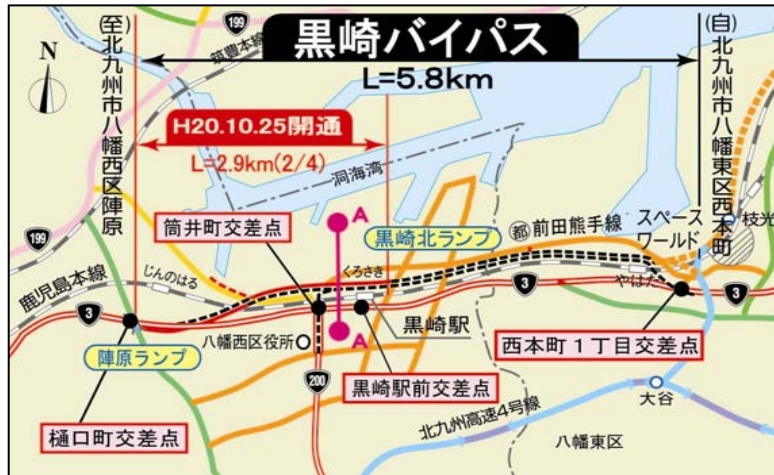 黒崎バイパス
L=5.8km
(至)北九州市八幡西区陣原
(自)北九州市八幡東区西本町
H20.10.25開通
L=2.9km(2/4)
199
筑豊本線
N
洞海湾
筒井町交差点
A
黒崎北ランプ
都
前田熊手線
スペース
ワールド
枝光
199
鹿児島本線
じんのはる
くろさき
やはた
3
3
3
黒崎駅
八幡西区役所
A
陣原ランプ
200
黒崎駅前交差点
西本町1丁目交差点
樋口町交差点
北九州高速4号線
大谷
八幡東区